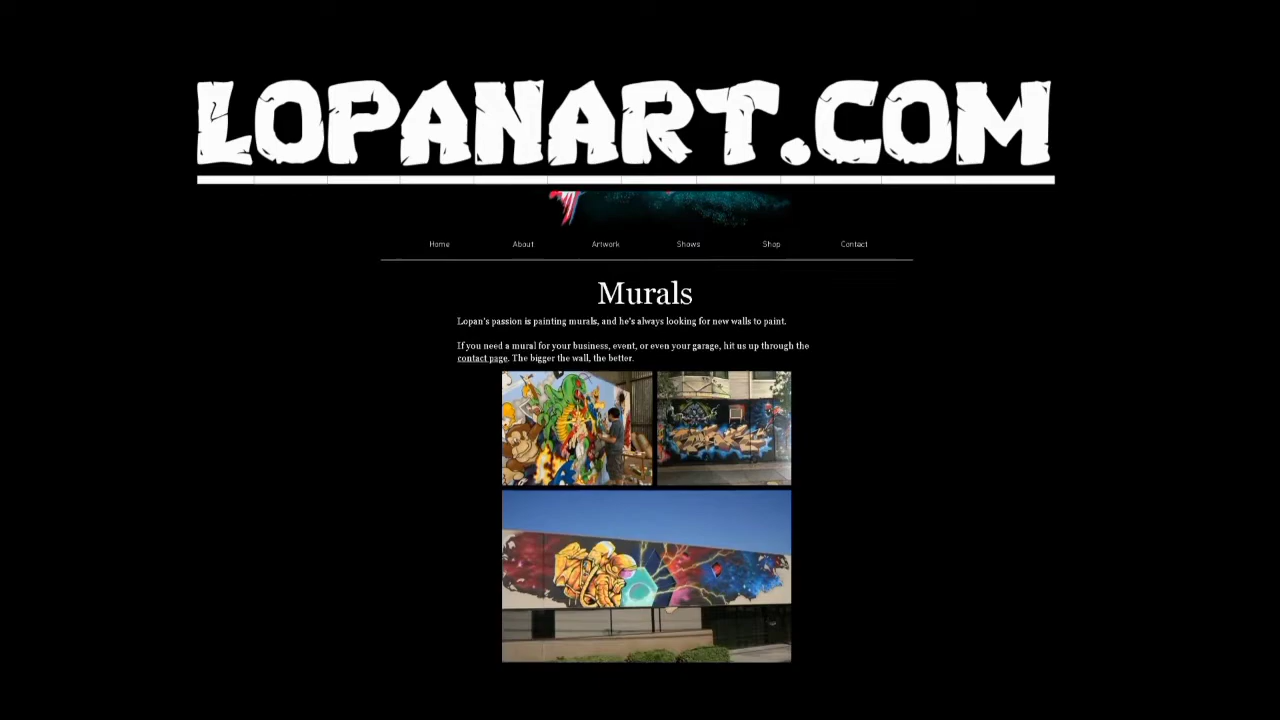 LOPANART.COM
Home About Artwork Shows Shop Contact
Murals
Lopan's passion is painting murals, and he's always looking for new walls to paint.
If you need a mural for your business, event, or even your garage, hit us up through the
contact page. The bigger the wall, the better.